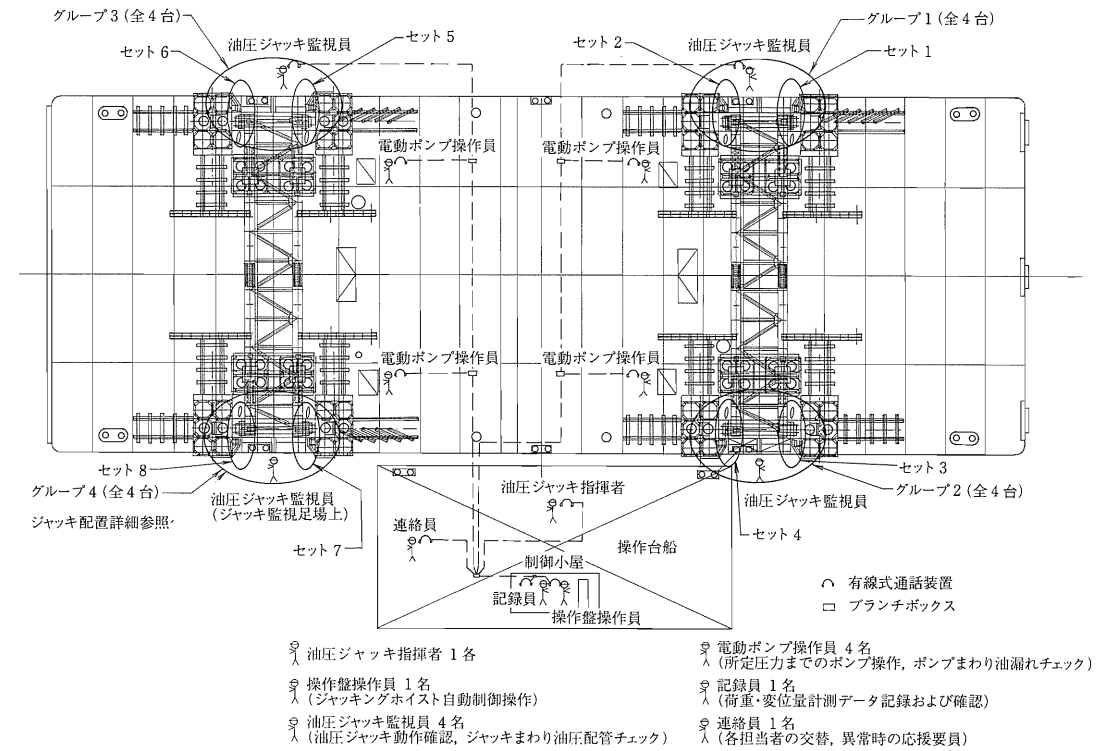 グループ3(全4台)
グループ1(全4台)
セット6
油圧ジャッキ監視員
セット5
セット2
油圧ジャッキ監視員
セット1
電動ポンプ操作員
電動ポンプ操作員
電動ポンプ操作員
電動ポンプ操作員
セット8
グループ4(全4台)
ジャッキ配置詳細参照
油圧ジャッキ監視員
(ジャッキ監視足場上)
セット7
油圧ジャッキ指揮者
連絡員
操作台船
制御小屋
記録員
操作盤操作員
セット3
グループ2(全4台)
油圧ジャッキ監視員
セット4
有線式通話装置
ブランチボックス
油圧ジャッキ指揮者 1各
操作盤操作員 1名
(ジャッキングホイスト自動制御操作)
油圧ジャッキ監視員 4名
(油圧ジャッキ動作確認, ジャッキまわり油圧配管チェック)
電動ポンプ操作員 4名
(所定圧力までのポンプ操作, ポンプまわり油漏れチェック)
記録員 1名
(荷重・変位量計測データ記録および確認)
連絡員 1名
(各担当者の交替, 異常時の応援要員)